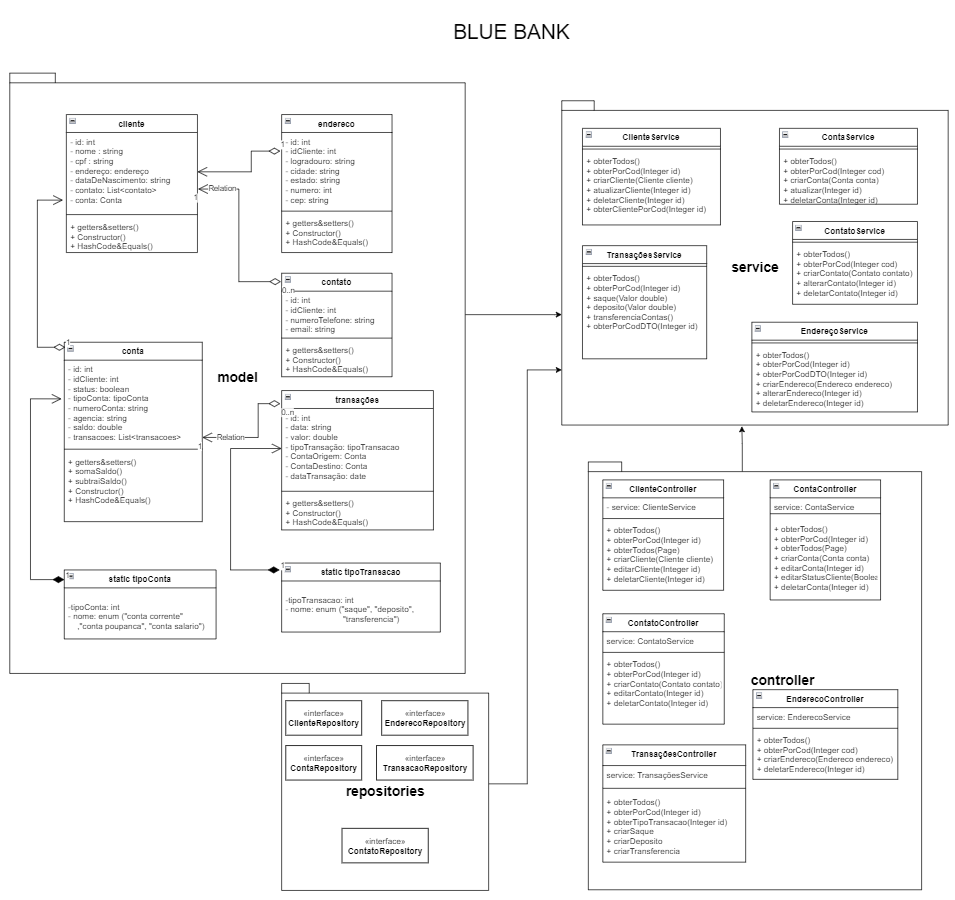 BLUE BANK
cliente
- id: int
- nome : string
- cpf : string
- endereço: endereço
- dataDeNascimento: string
- contato: List<contato>
- conta: Conta
+ getters&setters()
+ Constructor()
+ HashCode&Equals()
endereco
1
- id: int
- idCliente: int
- logradouro: string
- cidade: string
- estado: string
- numero: int
- cep: string
+ getters&setters()
+ Constructor()
+ HashCode&Equals()
Relation
1
contato
0..n
- id: int
- idCliente: int
- numeroTelefone: string
- email: string
+ getters&setters()
+ Constructor()
+ HashCode&Equals()
1
conta
- id: int
- idCliente: int
- status: boolean
- tipoConta: tipoConta
- numeroConta: string
- agencia: string
- saldo: double
- transacoes: List<transacoes>
+ getters&setters()
+ somaSaldo()
+ subtraiSaldo()
+ Constructor()
+ HashCode&Equals()
model
transações
0..n
- id: int
- data: string
- valor: double
- tipoTransação: tipoTransacao
- ContaOrigem: Conta
- ContaDestino: Conta
- dataTransação: date
+ getters&setters()
+ Constructor()
+ HashCode&Equals()
Relation
1
1
static tipoConta
-tipoConta: int
- nome: enum ("conta corrente"
,"conta poupanca", "conta salario")
1
static tipoTransacao
-tipoTransacao: int
- nome: enum ("saque", "deposito",
"transferencia")
ClienteService
+ obterTodos()
+ obterPorCod(Integer id)
+ criarCliente(Cliente cliente)
+ atualizarCliente(Integer id)
+ deletarCliente(Integer id)
+ obterClientePorCod(Integer id)
ContaService
+ obterTodos()
+ obterPorCod(Integer cod)
+ criarConta(Conta conta)
+ atualizar(Integer id)
+ deletarConta(Integer id)
TransaçõesService
+ obterTodos()
+ obterPorCod(Integer id)
+ saque(Valor double)
+ deposito(Valor double)
+ transferenciaContas()
+ obterPorCodDTO(Integer id)
service
ContatoService
+ obterTodos()
+ obterPorCod(Integer cod)
+ criarContato(Contato contato)
+ alterarContato(Integer id)
+ deletarContato(Integer id)
EndereçoService
+ obterTodos()
+ obterPorCod(Integer id)
+ obterPorCodDTO(Integer id)
+ criarEndereco(Endereco endereco)
+ alterarEndereco(Integer id)
+ deletarEndereco(Integer id)
ClienteController
- service: ClienteService
+ obterTodos()
+ obterPorCod(Integer id)
+ obterTodos(Page)
+ criarCliente(Cliente cliente)
+ editarCliente(Integer id)
+ deletarCliente(Integer id)
ContaController
service: ContaService
+ obterTodos()
+ obterPorCod(Integer id)
+ obterTodos(Page)
+ criarConta(Conta conta)
+ editarConta(Integer id)
+ editarStatusCliente(Boolea
+ deletarConta(Integer id)
ContatoController
service: ContatoService
+ obterTodos()
+ obterPorCod(Integer id)
+ criarContato(Contato contato)
+ editarContato(Integer id)
+ deletarContato(Integer id)
controller
EnderecoController
service: EnderecoService
+ obterTodos()
+ obterPorCod(Integer cod)
+ criarEndereco(Endereco endereco)
+ deletarEndereco(Integer id)
TransaçõesController
service: TransaçõesService
+ obterTodos()
+ obterPorCod(Integer id)
+ obterTipoTransacao(Integer id)
+ criarSaque
+ criarDeposito
+ criarTransferencia
«interface»
ClienteRepository
«interface»
EnderecoRepository
«interface»
ContaRepository
«interface»
TransacaoRepository
repositories
«interface»
ContatoRepository